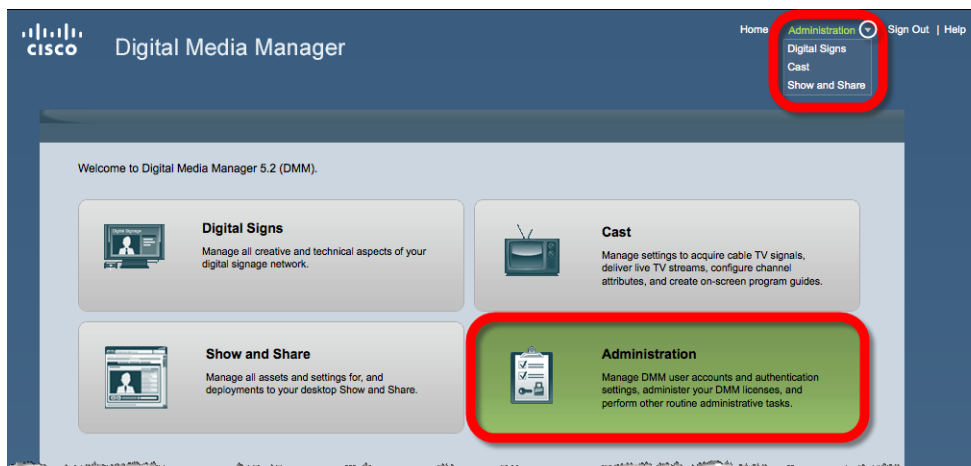 Home Administration Sign Out | Help
CISCO Digital Media Manager
Digital Signs
Cast
Show and Share
Welcome to Digital Media Manager 5.2 (DMM).
Digital Signs
Manage all creative and technical aspects of your
digital signage network.
Cast
Manage settings to acquire cable TV signals,
deliver live TV streams, configure channel
attributes, and create on-screen program guides.
Show and Share
Manage all assets and settings for, and
deployments to your desktop Show and Share.
Administration
Manage DMM user accounts and authentication
settings, administer your DMM licenses, and
perform other routine administrative tasks.